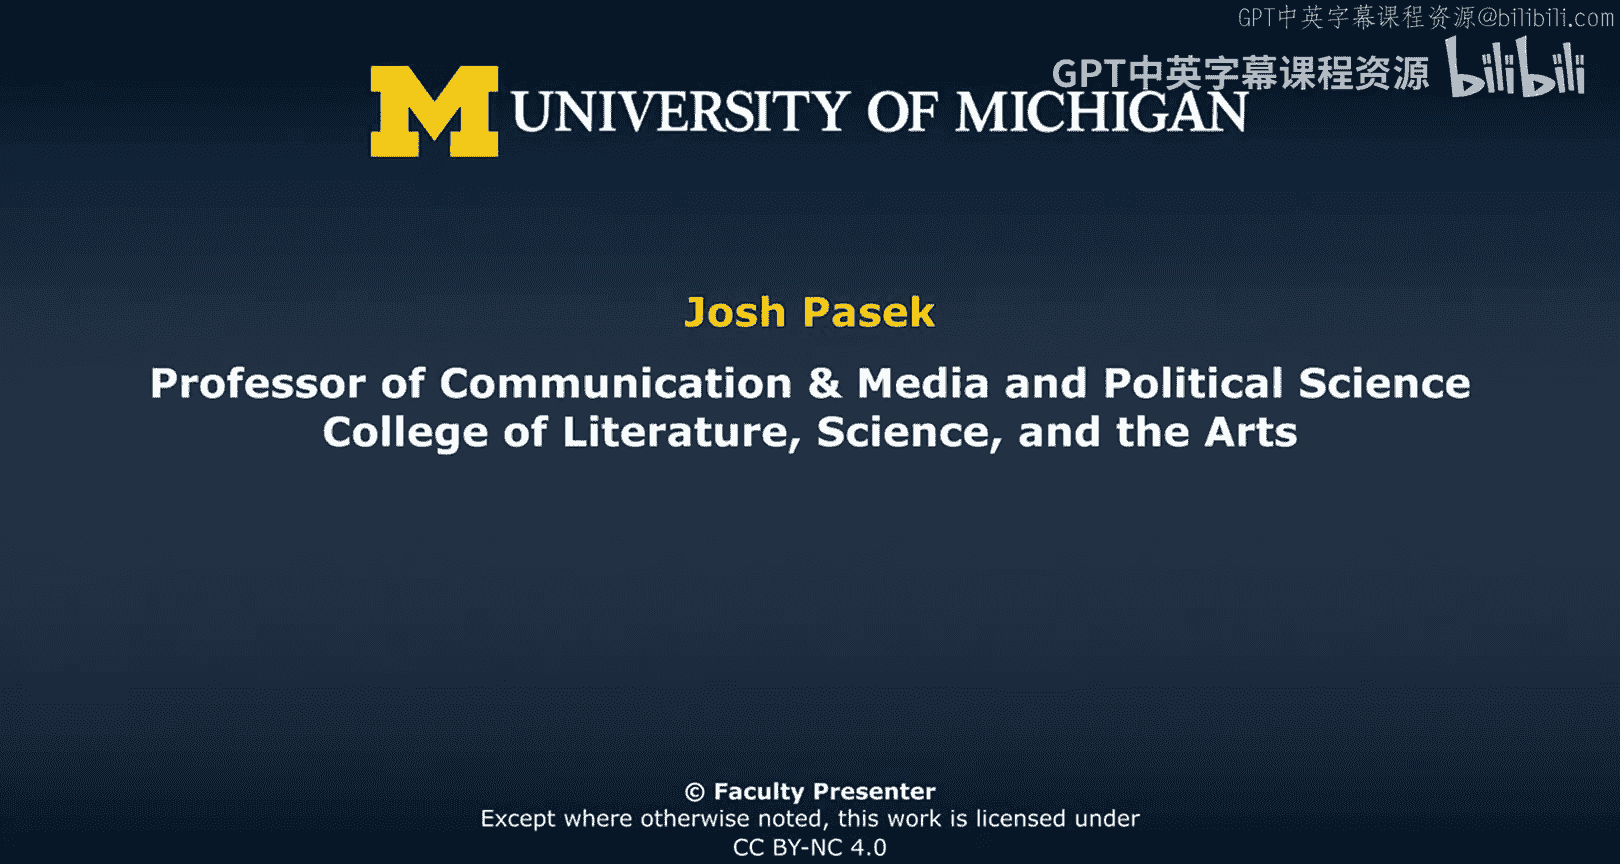 GPT中英字幕课程资源@bilibili.com
GPT中英字幕课程资源 bilibili
M UNIVERSITY OF MICHIGAN
Josh Pasek
Professor of Communication & Media and Political Science
College of Literature, Science, and the Arts
© Faculty Presenter
Except where otherwise noted, this work is licensed under
CC BY-NC 4.0